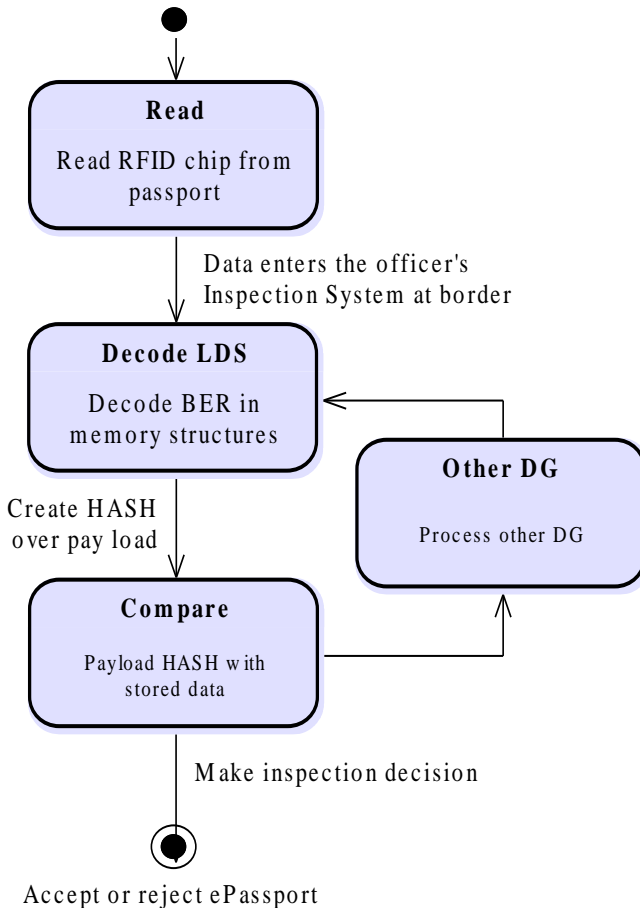 Read
Read RFID chip from
passport
Data enters the officer's
Inspection System at border
Decode LDS
Decode BER in
memory structures
Other DG
Process other DG
Create HASH
over pay load
Compare
Payload HASH with
stored data
Make inspection decision
Accept or reject ePassport